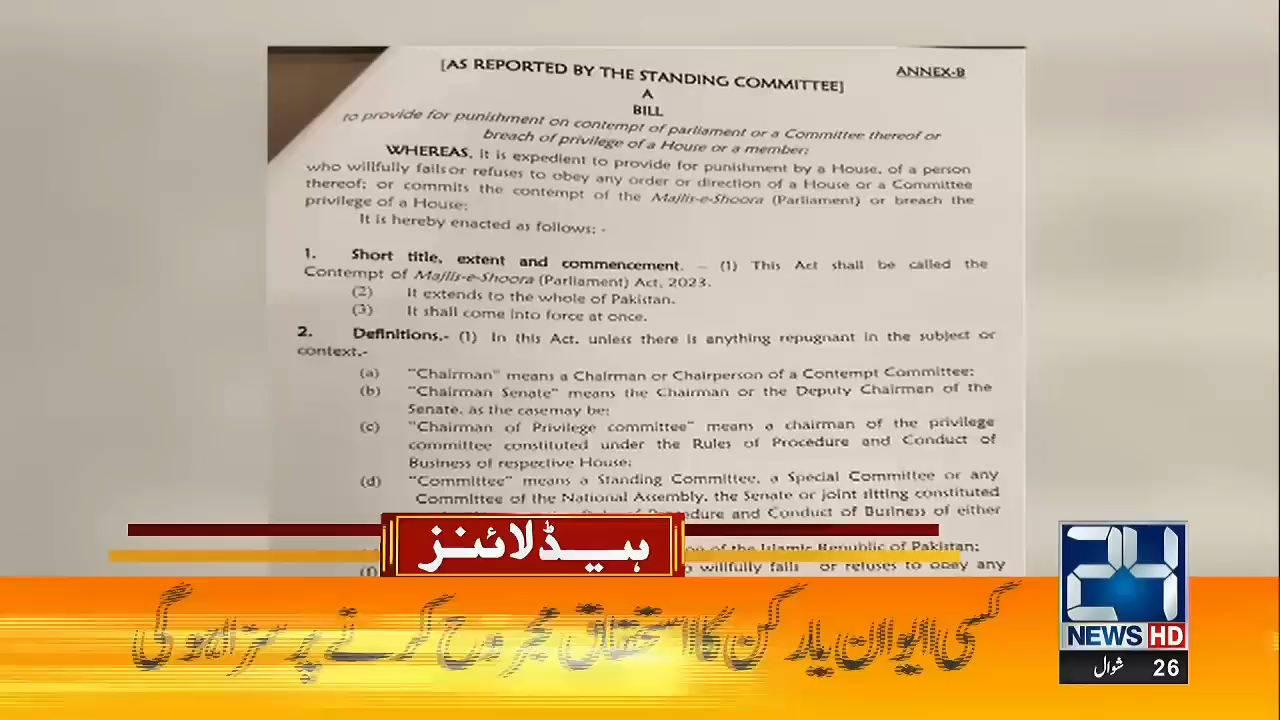 [AS REPORTED BY THE STANDING COMMITTEE]
ANNEX-B
A
BILL
to provide for punishment on contempt of parliament or a Committee thereof or
breach of privilege of a House or a member;
WHEREAS, it is expedient to provide for punishment by a House, of a person
who willfully fails or refuses to obey any order or direction of a House or a Committee
thereof; or commits the contempt of the Majlis-e-Shoora (Parliament) or breach the
privilege of a House;
It is hereby enacted as follows: -
1. Short title, extent and commencement. – (1) This Act shall be called the
Contempt of Majlis-e-Shoora (Parliament) Act, 2023.
(2) It extends to the whole of Pakistan.
(3) It shall come into force at once.
2. Definitions.- (1) In this Act, unless there is anything repugnant in the subject or
context,-
(a) "Chairman" means a Chairman or Chairperson of a Contempt Committee;
(b) "Chairman Senate" means the Chairman or the Deputy Chairman of the
Senate, as the casemay be;
(c) "Chairman of Privilege committee" means a chairman of the privilege
committee constituted under the Rules of Procedure and Conduct of
Business of respective House;
(d) "Committee" means a Standing Committee, a Special Committee or any
Committee of the National Assembly, the Senate or joint sitting constituted
and Conduct of Business of either
of the Islamic Republic of Pakistan;
(f) willfully fails or refuses to obey any
ہیڈلائنز
کسی ایوان یا رکن کا استحقاق مجروح کرنے پر سزا ہو گی
24
NEWS HD
26 شوال